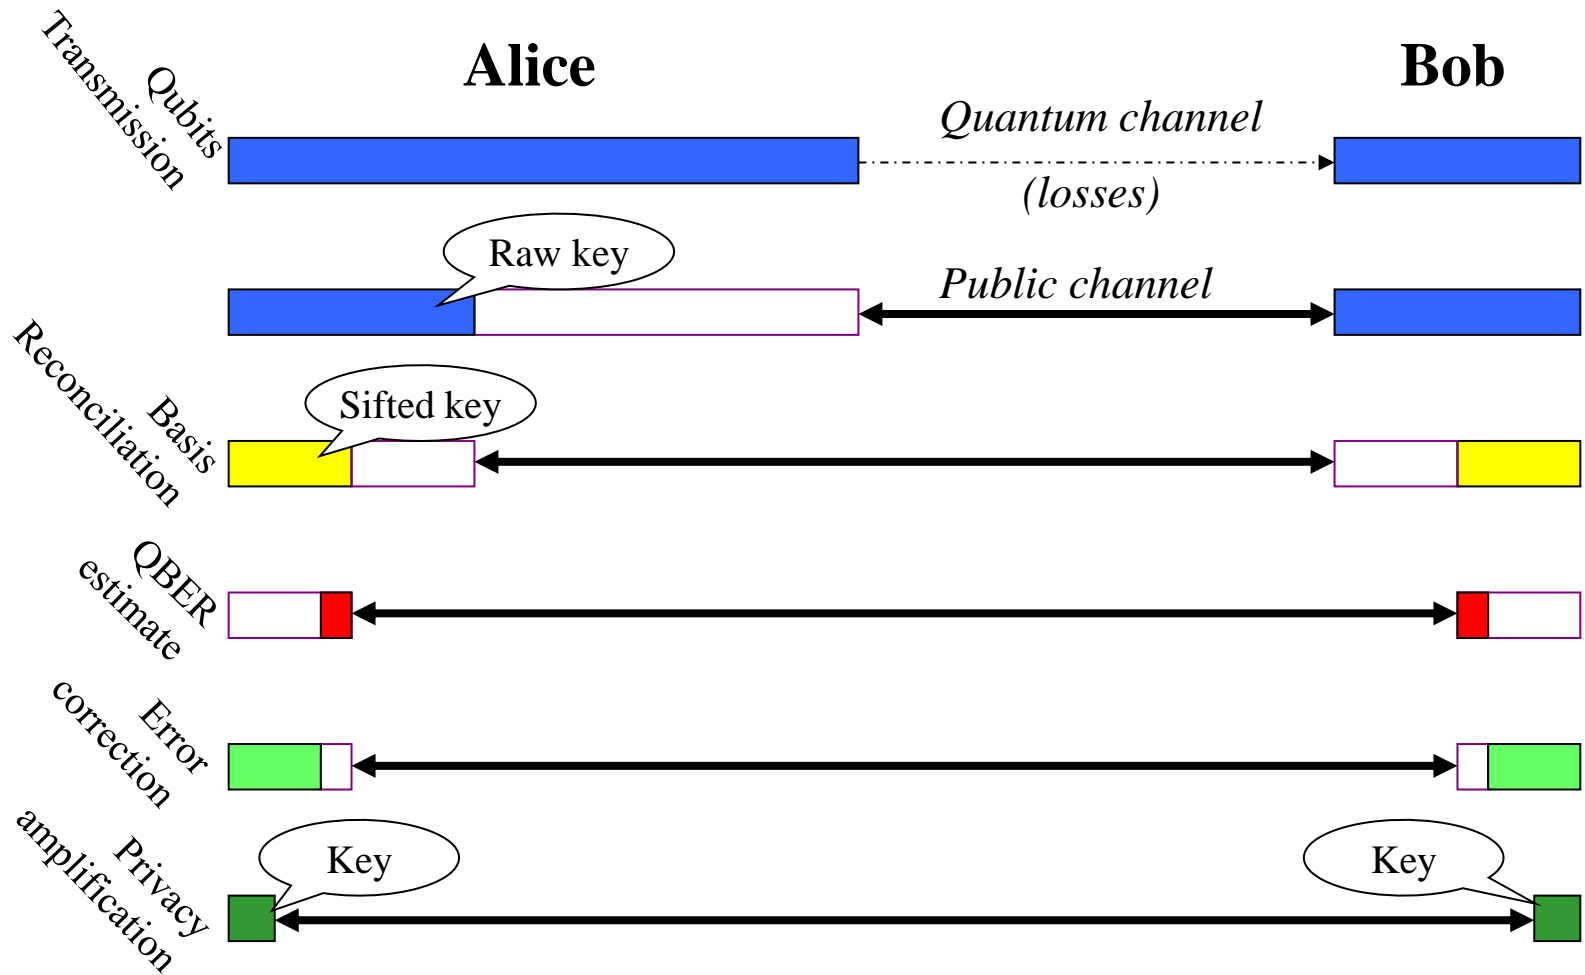 Alice
Bob
Qubits
Transmission
Quantum channel
(losses)
Raw key
Public channel
Basis
Reconciliation
Sifted key
QBER
estimate
Error
correction
Privacy
amplification
Key
Key